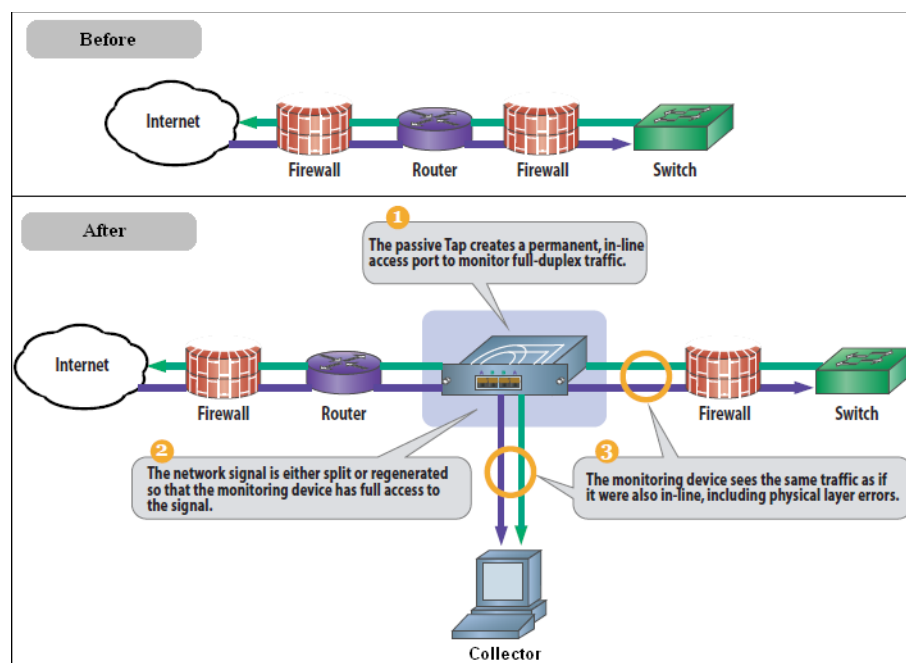 Before
Internet
Firewall
Router
Firewall
Switch
After
1
The passive Tap creates a permanent, in-line
access port to monitor full-duplex traffic.
Internet
Firewall
Router
Firewall
Switch
2
The network signal is either split or regenerated
so that the monitoring device has full access to
the signal.
3
The monitoring device sees the same traffic as if
it were also in-line, including physical layer errors.
Collector